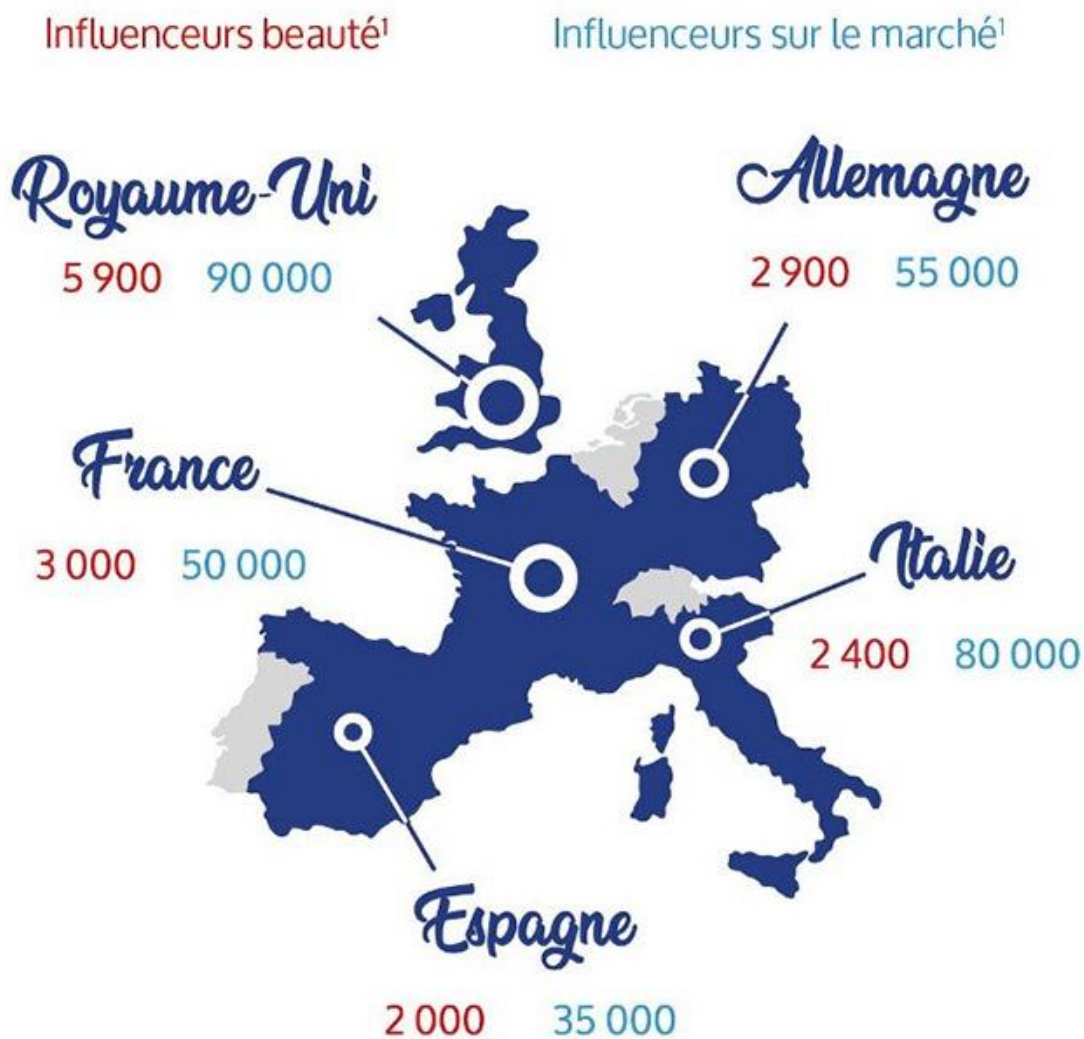 Influenceurs beauté¹
Influenceurs sur le marché¹
Royaume-Uni
5 900 90 000
Allemagne
2 900 55 000
France
3 000 50 000
Italie
2 400 80 000
Espagne
2 000 35 000